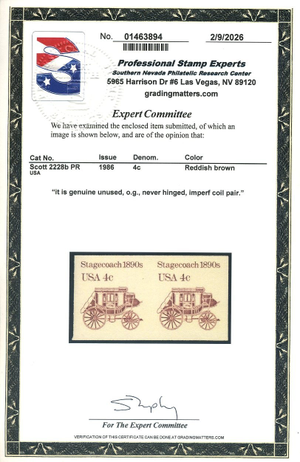 No. 01463894 2/9/2026
Professional Stamp Experts
Southern Nevada Philatelic Research Center
5965 Harrison Dr #6 Las Vegas, NV 89120
gradingmatters.com
Expert Committee
We have examined the enclosed item submitted, of which an
image is shown below, and are of the opinion that:
Cat No. Issue Denom. Color
Scott 2228b PR 1986 4c Reddish brown
USA
"it is genuine unused, o.g., never hinged, imperf coil pair."
Stagecoach 1890s Stagecoach 1890s
USA 4c USA 4c
For The Expert Committee
VERIFICATION OF THIS CERTIFICATE MAY BE OBTAINED AT GRADINGMATTERS.COM